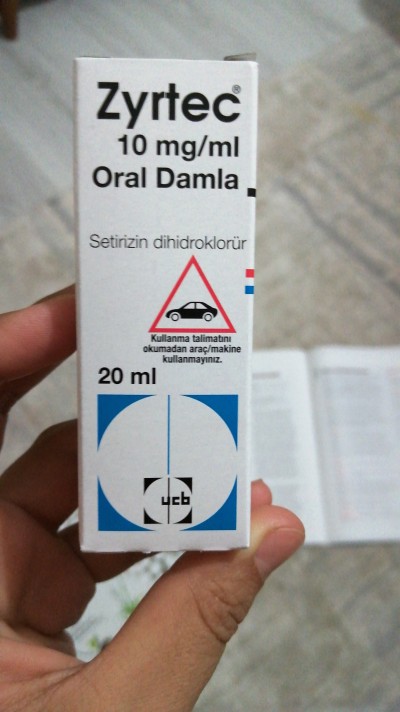 Zyrtec®
10 mg/ml
Oral Damla
Setirizin dihidroklorür
Kullanma talimatını
okumadan araç/makine
kullanmayınız.
20 ml
ucb